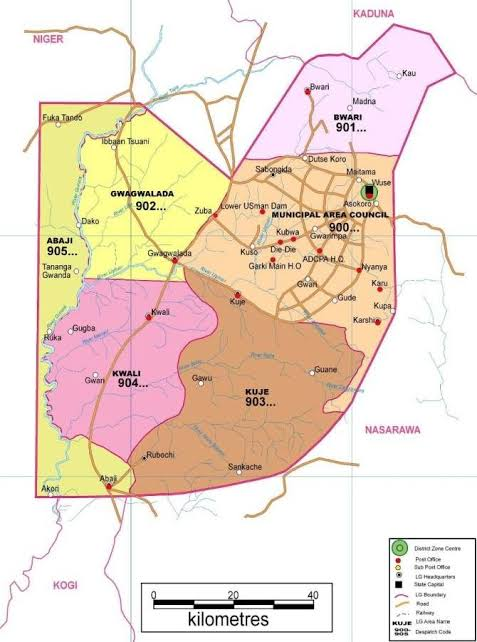 KADUNA
NIGER
Kau
Bwari
Madna
BWARI
901...
Fuka Tando
Ibbaan Tsuani
Dutse Koro
Sabongida
Maitama
Wuse
GWAGWALADA
902...
Asokoro
Zuba
Lower USman Dam
MUNICIPAL AREA COUNCIL
900...
Dako
Kubwa
Gwarimpa
ABAJI
905...
Kuso
Die-Die
ADCPA H.Q.
Gwagwalada
Garki Main H.O
Nyanya
Tananga
Gwanda
Gwari
Karu
Kuje
Gude
Kupa
Kwali
Karshi
Ruka
Gugba
KWALI
904...
Gwan
Gawu
Guane
KUJE
903...
NASARAWA
Rubochi
Sankache
Abaji
Akori
KOGI
0 20 40
kilometres
District Zone Centre
Post Office
Sub Post Office
LG Headquarters
State Capital
LG Boundary
Road
Railway
KUJE LG Area Name
900-
905 Despatch Code